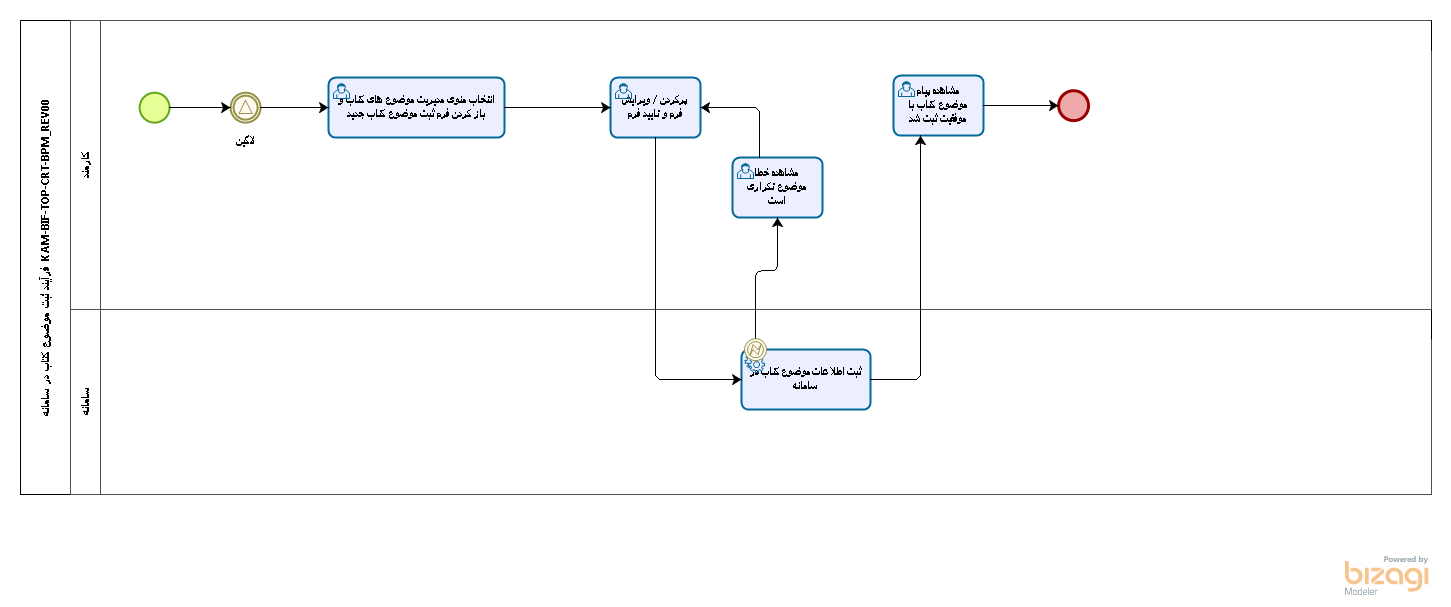 KAM-BIF-TOP-CRT-BPM_REV00 فرآیند ثبت موضوع کتاب در سامانه
کارمند
لاگین
انتخاب منوی مدیریت موضوع های کتاب و
باز کردن فرم ثبت موضوع کتاب جدید
پرکردن / ویرایش
فرم و تایید فرم
مشاهده خطا
موضوع تکراری
است
مشاهده پیام
موضوع کتاب با
موفقیت ثبت شد
سامانه
ثبت اطلاعات موضوع کتاب در
سامانه
Powered by
bizagi
Modeler